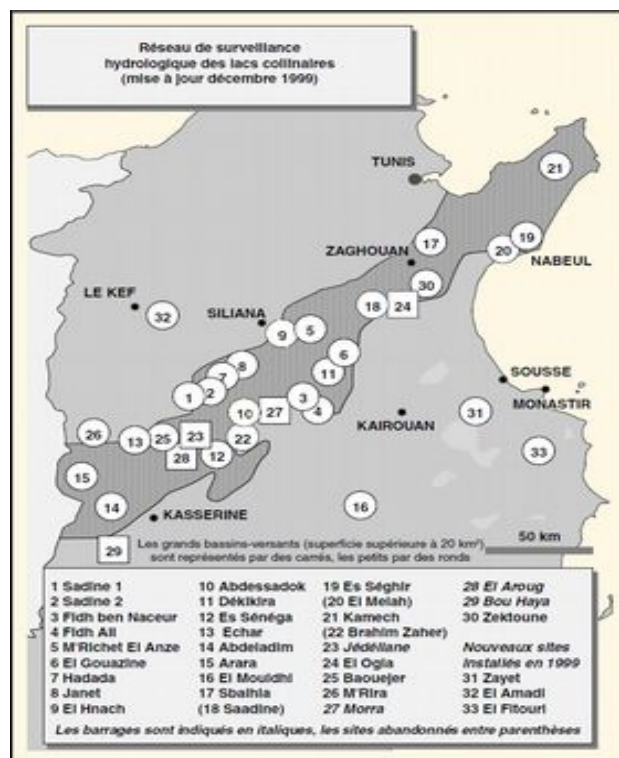 Réseau de surveillance
hydrologique des lacs collinaires
(mise à jour décembre 1999)
TUNIS
21
17
19
20
NABEUL
ZAGHOUAN
30
LE KEF
32
SILIANA
18
24
9
5
6
8
7
11
SOUSSE
MONASTIR
1
2
3
4
10
27
KAIROUAN
31
26
13
25
23
22
28
12
33
15
14
KASSERINE
16
50 km
29
Les grands bassins-versants (superficie supérieure à 20 km²)
sont représentés par des carrés, les petits par des ronds
1 Sadine 1
2 Sadine 2
3 Fidh ben Naceur
4 Fidh Ali
5 M'Richet El Anze
6 El Gouazine
7 Hadada
8 Janet
9 El Hnach
10 Abdessadok
11 Dékikira
12 Es Sénéga
13 Echar
14 Abdeladim
15 Arara
16 El Mouidhi
17 Sbaihia
(18 Saadine)
19 Es Séghir
(20 El Melah)
21 Kamech
(22 Brahim Zaher)
23 Jédéliane
24 El Ogla
25 Baouejer
26 M'Rira
27 Morra
28 El Aroug
29 Bou Haya
30 Zektoune
Nouveaux sites
installés en 1999
31 Zayet
32 El Amadi
33 El Fitouri
Les barrages sont indiqués en italiques, les sites abandonnés entre parenthèses